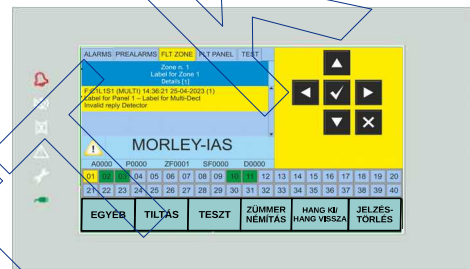 ALARMS PREALARMS FLT ZONE FLT PANEL TEST
Zone n. 1
Label for Zone 1
Details [1]
F:C1L1S1 (MULTI) 14:36:21 25-04-2023 (1)
Label for Panel 1 – Label for Multi-Dect
Invalid reply Detector
MORLEY-IAS
A0000 P0000 ZF0001 SF0000 D0000
01 02 03 04 05 06 07 08 09 10 11 12 13 14 15 16 17 18 19 20
21 22 23 24 25 26 27 28 29 30 31 32 33 34 35 36 37 38 39 40
EGYÉB TILTÁS TESZT ZÜMMER NÉMÍTÁS HANG KI/ HANG VISSZA JELZÉS- TÖRLÉS